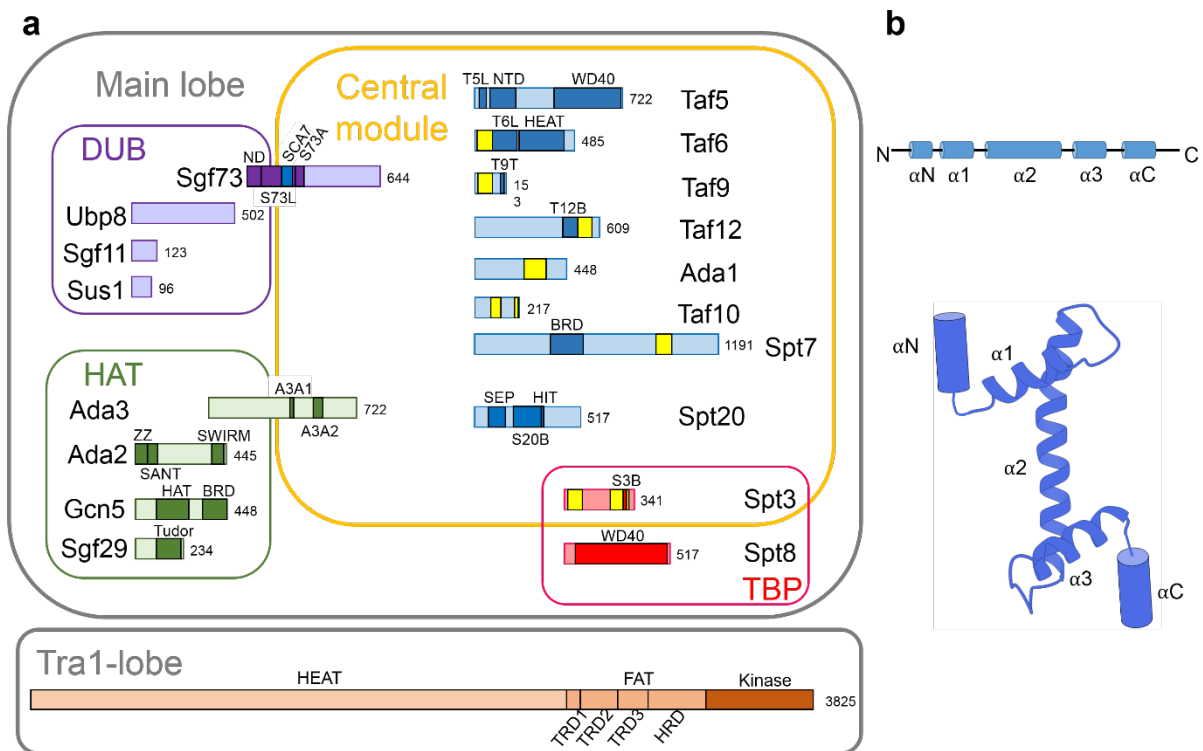 a
b
Main lobe
Central
module
DUB
ND
SCA7
S73A
Sgf73
644
S73L
Ubp8
502
Sgf11
123
Sus1
96
T5L NTD WD40
722
Taf5
T6L HEAT
485
Taf6
T9T
15
3
Taf9
T12B
609
Taf12
448
Ada1
217
Taf10
BRD
1191
Spt7
SEP HIT
517
Spt20
S20B
HAT
A3A1
Ada3
722
A3A2
ZZ SWIRM
Ada2
445
SANT
HAT BRD
Gcn5
448
Tudor
Sgf29
234
S3B
341
Spt3
WD40
517
Spt8
TBP
Tra1-lobe
HEAT FAT Kinase
3825
TRD1
TRD2
TRD3
HRD
N C
αN α1 α2 α3 αC
αN
α1
α2
α3
αC